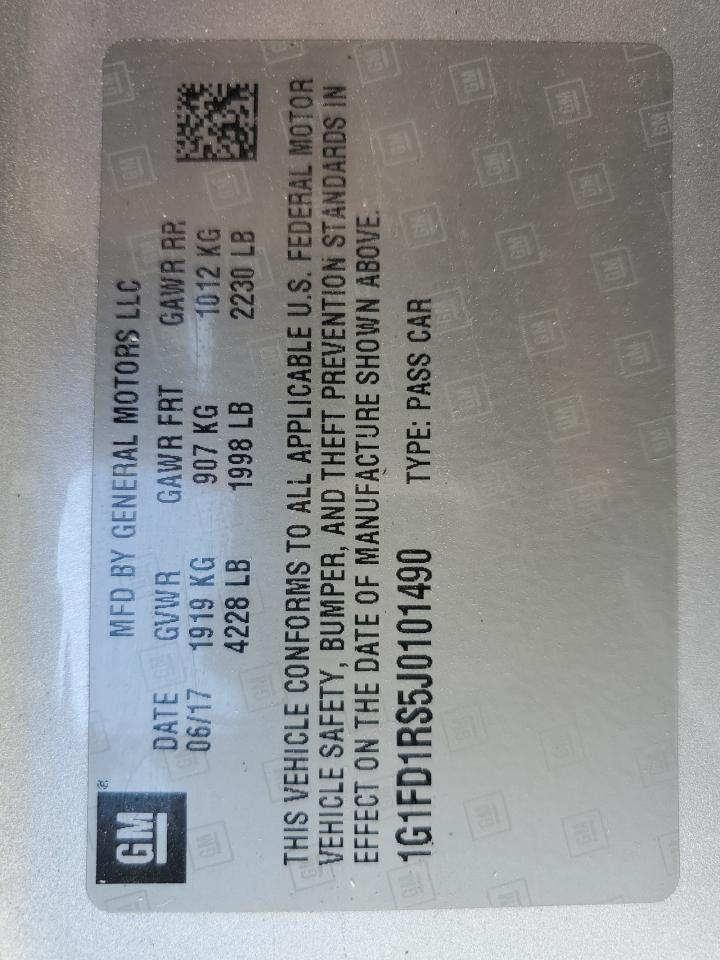 GM ®
MFD BY GENERAL MOTORS LLC
DATE GVWR GAWR FRT GAWR RR
06/17 1919 KG 907 KG 1012 KG
4228 LB 1998 LB 2230 LB
THIS VEHICLE CONFORMS TO ALL APPLICABLE U.S. FEDERAL MOTOR
VEHICLE SAFETY, BUMPER, AND THEFT PREVENTION STANDARDS IN
EFFECT ON THE DATE OF MANUFACTURE SHOWN ABOVE.
1G1FD1RS5J0101490 TYPE: PASS CAR